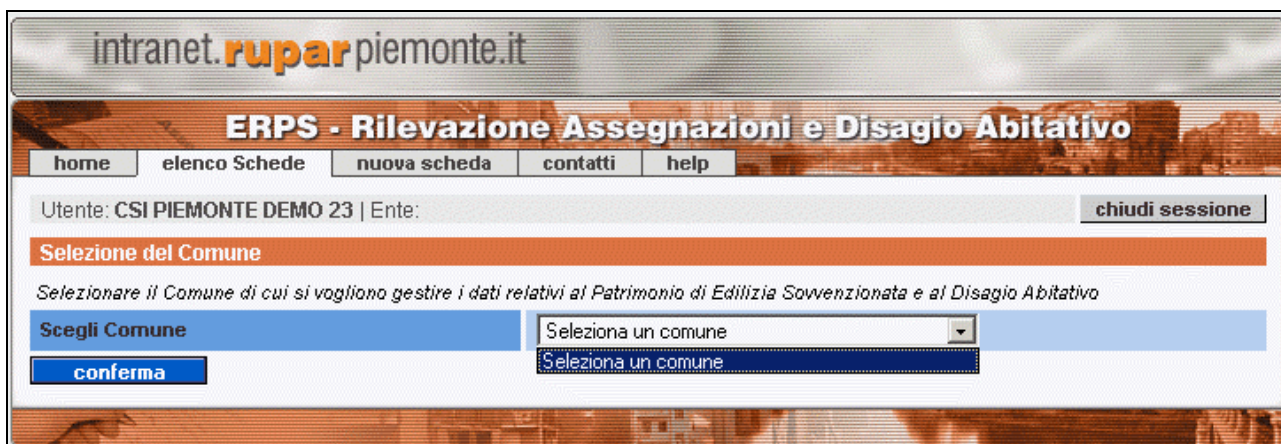 intranet.ruparpiemonte.it
ERPS - Rilevazione Assegnazioni e Disagio Abitativo
home elenco Schede nuova scheda contatti help
Utente: CSI PIEMONTE DEMO 23 | Ente: chiudi sessione
Selezione del Comune
Selezionare il Comune di cui si vogliono gestire i dati relativi al Patrimonio di Edilizia Sovvenzionata e al Disagio Abitativo
Scegli Comune Seleziona un comune
Seleziona un comune
conferma